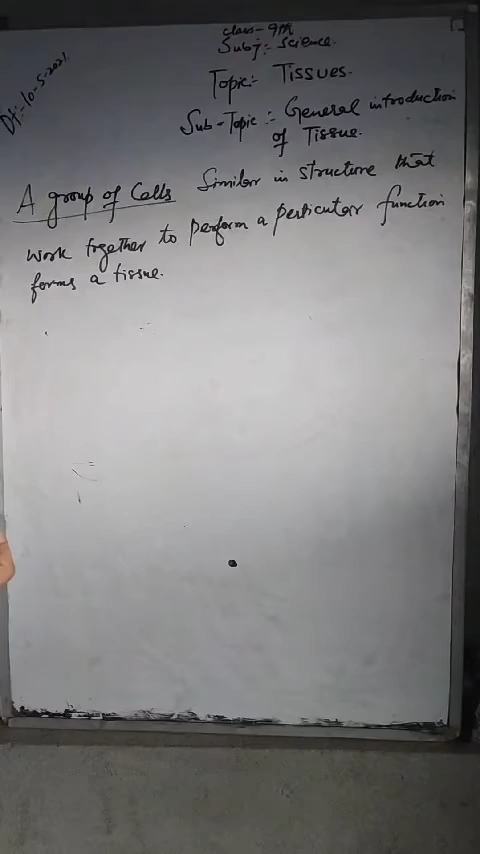 class- 9th
Subj:- Science.
Dt:- 10-5-2021.
Topic:- Tissues.
Sub-Topic:- General introduction
of Tissue.
A group of Cells Similar in structure that
work together to perform a perticular function
forms a tissue.